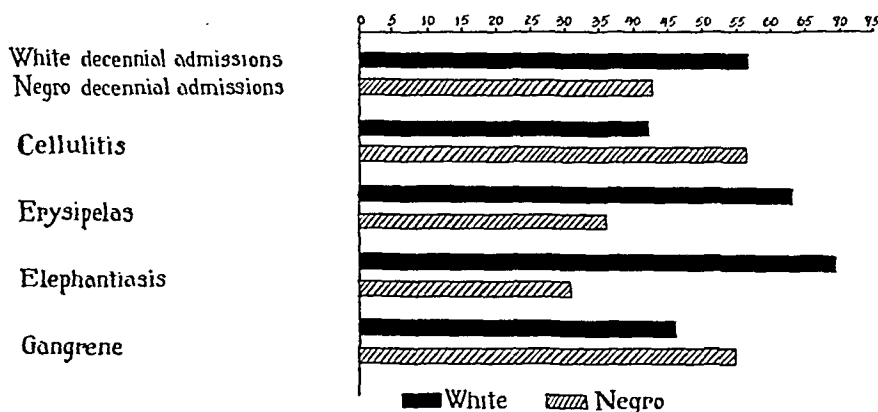 0 5 10 15 20 25 30 35 40 45 50 55 60 65 70 75
White decennial admissions
Negro decennial admissions
Cellulitis
Erysipelas
Elephantiasis
Gangrene
White Negro